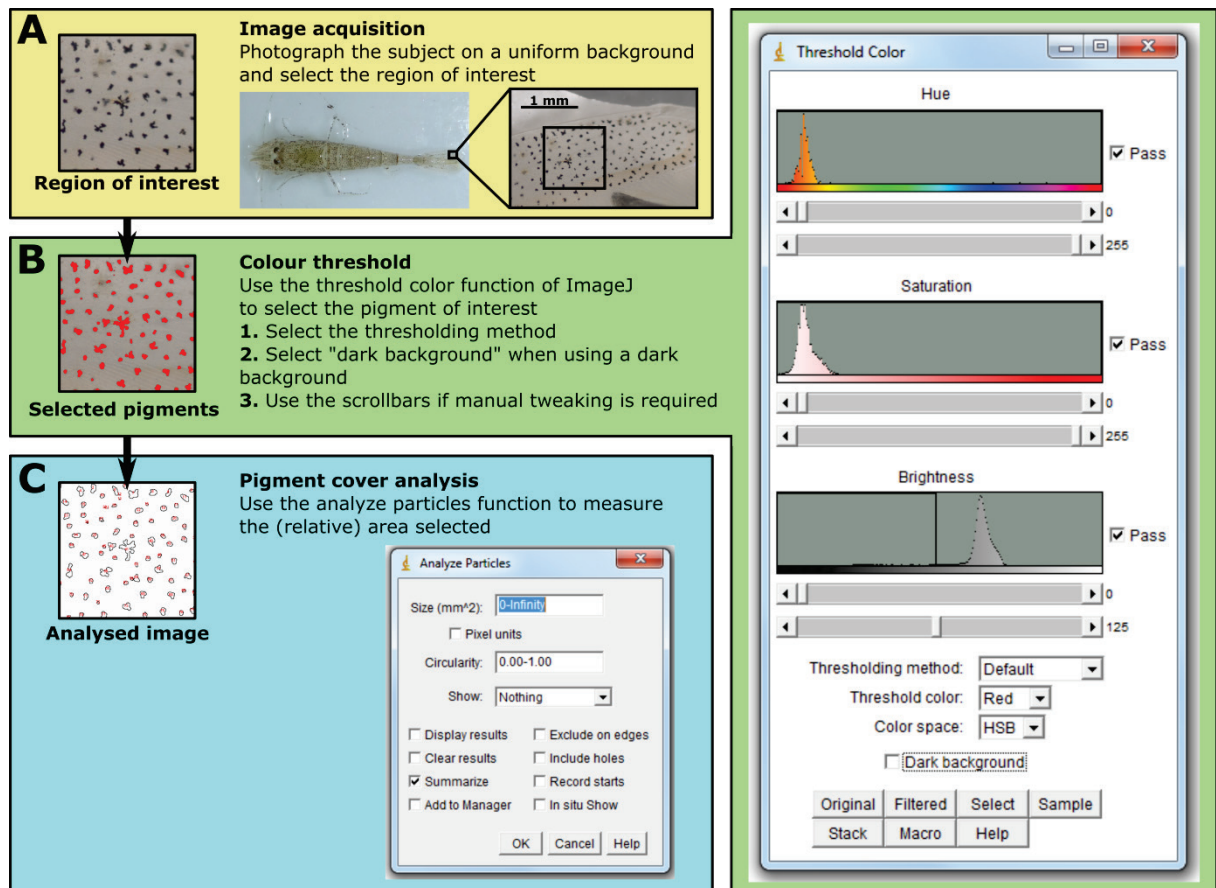 A
Image acquisition
Photograph the subject on a uniform background
and select the region of interest
1 mm
Region of interest
B
Colour threshold
Use the threshold color function of ImageJ
to select the pigment of interest
1. Select the thresholding method
2. Select "dark background" when using a dark
background
3. Use the scrollbars if manual tweaking is required
Selected pigments
C
Pigment cover analysis
Use the analyze particles function to measure
the (relative) area selected
Analysed image
Analyze Particles
Size (mm^2): 0-Infinity
Pixel units
Circularity: 0.00-1.00
Show: Nothing
Display results Exclude on edges
Clear results Include holes
Summarize Record starts
Add to Manager In situ Show
OK Cancel Help
Threshold Color
Hue
Pass
0
255
Saturation
Pass
0
255
Brightness
Pass
0
125
Thresholding method: Default
Threshold color: Red
Color space: HSB
Dark background
Original Filtered Select Sample
Stack Macro Help